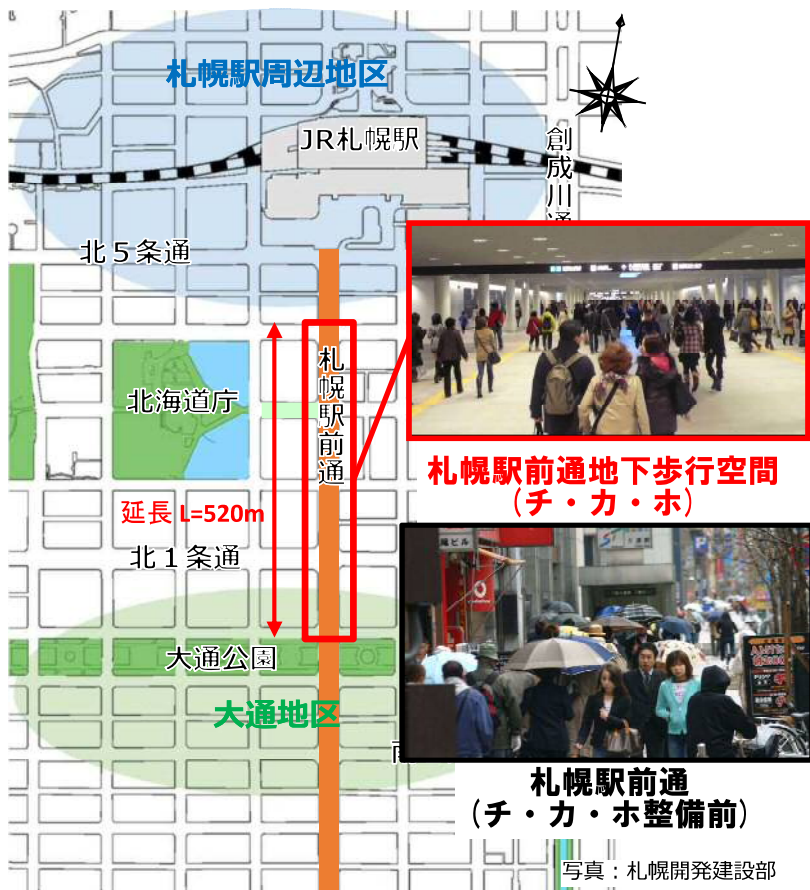 札幌駅周辺地区
JR札幌駅
創成川通
北５条通
札幌駅前通
北海道庁
札幌駅前通地下歩行空間
(チ・カ・ホ)
延長 L=520m
北１条通
尾ビル
大通公園
大通地区
南
札幌駅前通
(チ・カ・ホ整備前)
写真：札幌開発建設部